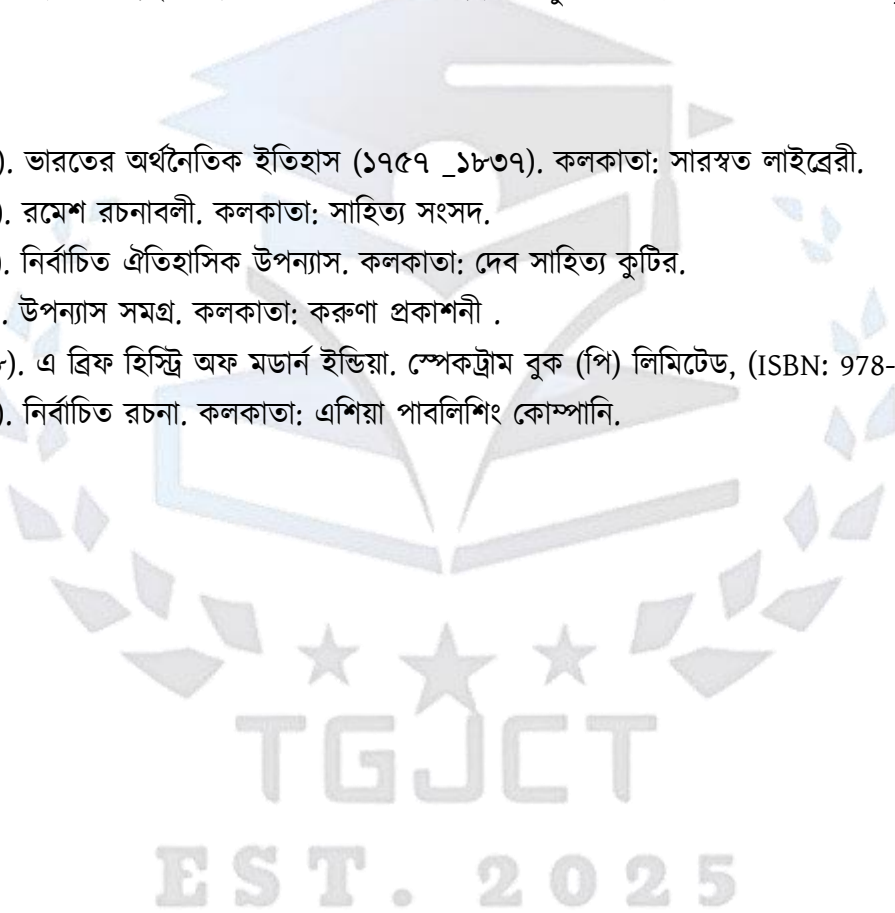 ). ভারতের অর্থনৈতিক ইতিহাস (১৭৫৭ _১৮৩৭). কলকাতা: সারস্বত লাইব্রেরী.
). রমেশ রচনাবলী. কলকাতা: সাহিত্য সংসদ.
). নির্বাচিত ঐতিহাসিক উপন্যাস. কলকাতা: দেব সাহিত্য কুটির.
. উপন্যাস সমগ্র. কলকাতা: করুণা প্রকাশনী .
). এ ব্রিফ হিস্ট্রি অফ মডার্ন ইন্ডিয়া. স্পেকট্রাম বুক (পি) লিমিটেড, (ISBN: 978-
). নির্বাচিত রচনা. কলকাতা: এশিয়া পাবলিশিং কোম্পানি.
TGJCT
EST. 2025